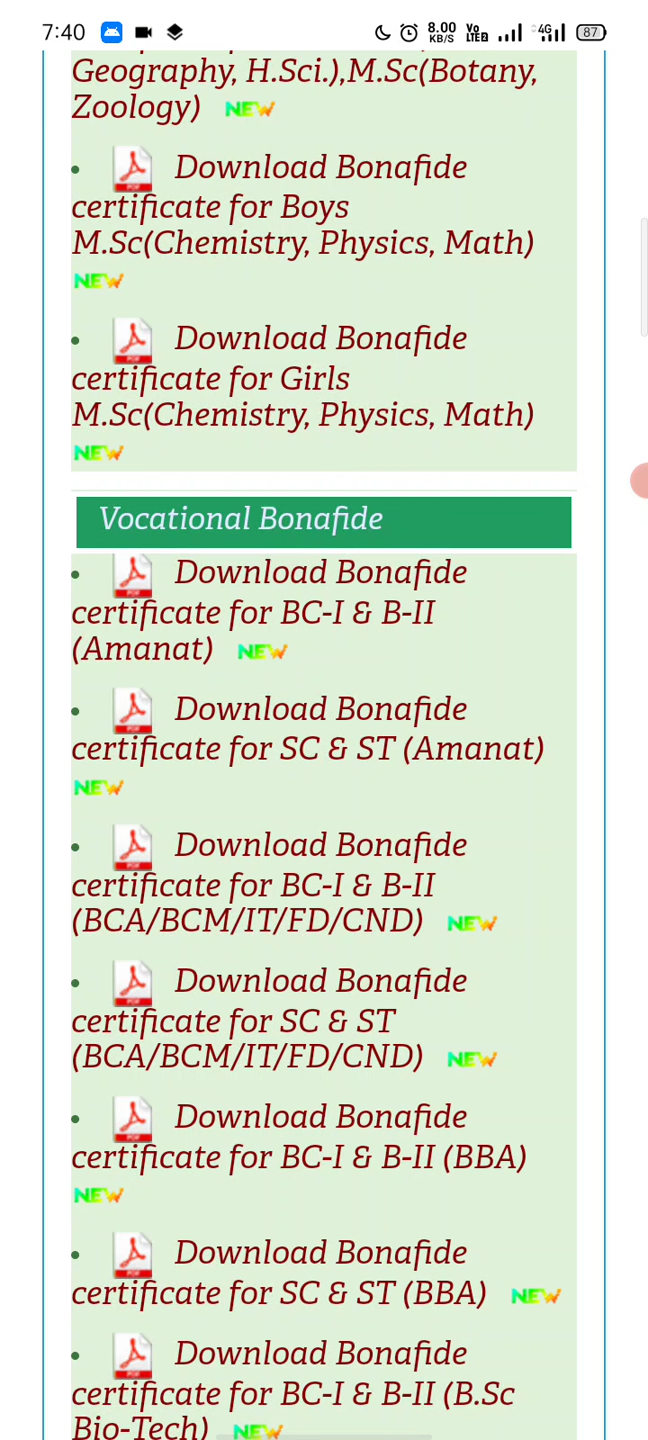 7:40 8.00 KB/S Vo LTE2 4G 87
Geography, H.Sci.),M.Sc(Botany,
Zoology) NEW
Download Bonafide
certificate for Boys
M.Sc(Chemistry, Physics, Math)
NEW
Download Bonafide
certificate for Girls
M.Sc(Chemistry, Physics, Math)
NEW
Vocational Bonafide
Download Bonafide
certificate for BC-I & B-II
(Amanat) NEW
Download Bonafide
certificate for SC & ST (Amanat)
NEW
Download Bonafide
certificate for BC-I & B-II
(BCA/BCM/IT/FD/CND) NEW
Download Bonafide
certificate for SC & ST
(BCA/BCM/IT/FD/CND) NEW
Download Bonafide
certificate for BC-I & B-II (BBA)
NEW
Download Bonafide
certificate for SC & ST (BBA) NEW
Download Bonafide
certificate for BC-I & B-II (B.Sc
Bio-Tech) NEW